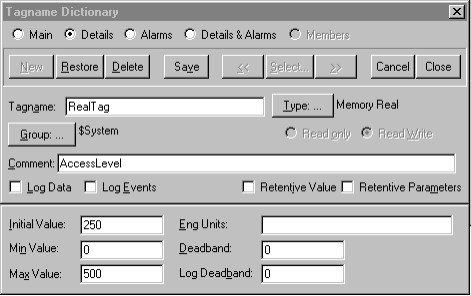 Tagname Dictionary
Main Details Alarms Details & Alarms Members
New Restore Delete Save << Select... >> Cancel Close
Tagname: RealTag Type: ... Memory Real
Group: ... $System Read only Read Write
Comment: AccessLevel
Log Data Log Events Retentive Value Retentive Parameters
Initial Value: 250 Eng Units:
Min Value: 0 Deadband: 0
Max Value: 500 Log Deadband: 0